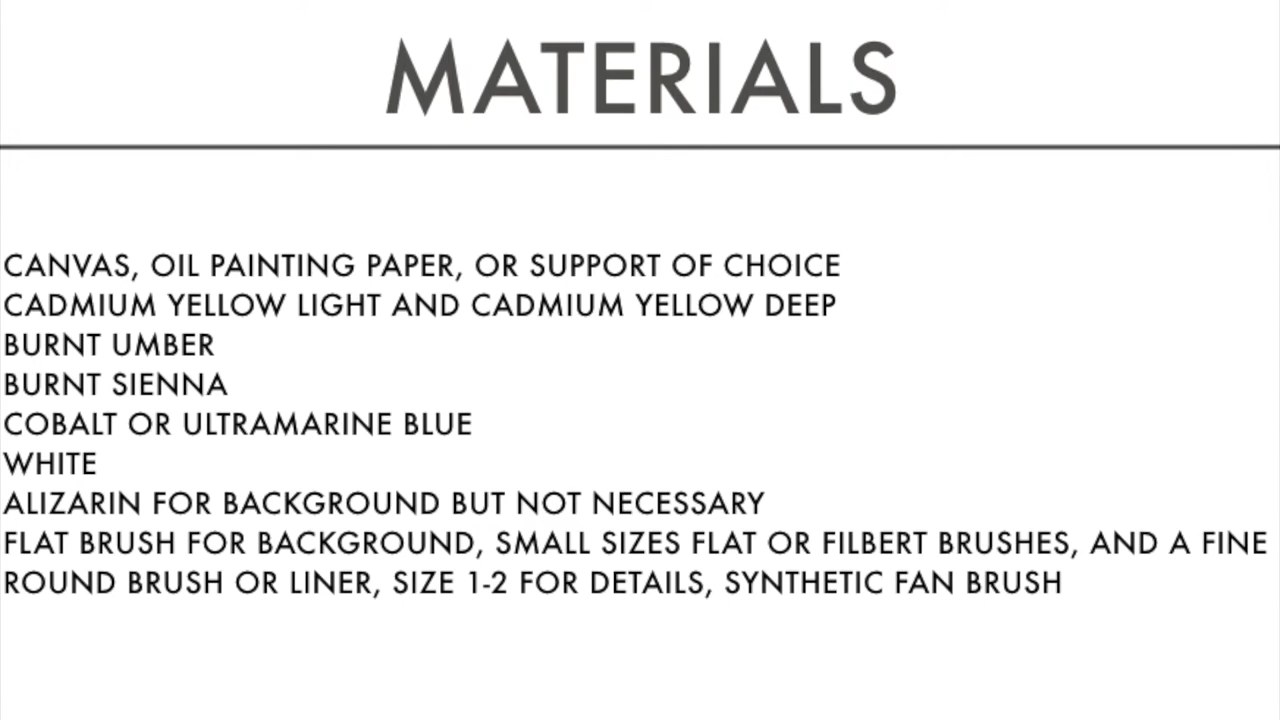 MATERIALS
CANVAS, OIL PAINTING PAPER, OR SUPPORT OF CHOICE
CADMIUM YELLOW LIGHT AND CADMIUM YELLOW DEEP
BURNT UMBER
BURNT SIENNA
COBALT OR ULTRAMARINE BLUE
WHITE
ALIZARIN FOR BACKGROUND BUT NOT NECESSARY
FLAT BRUSH FOR BACKGROUND, SMALL SIZES FLAT OR FILBERT BRUSHES, AND A FINE
ROUND BRUSH OR LINER, SIZE 1-2 FOR DETAILS, SYNTHETIC FAN BRUSH